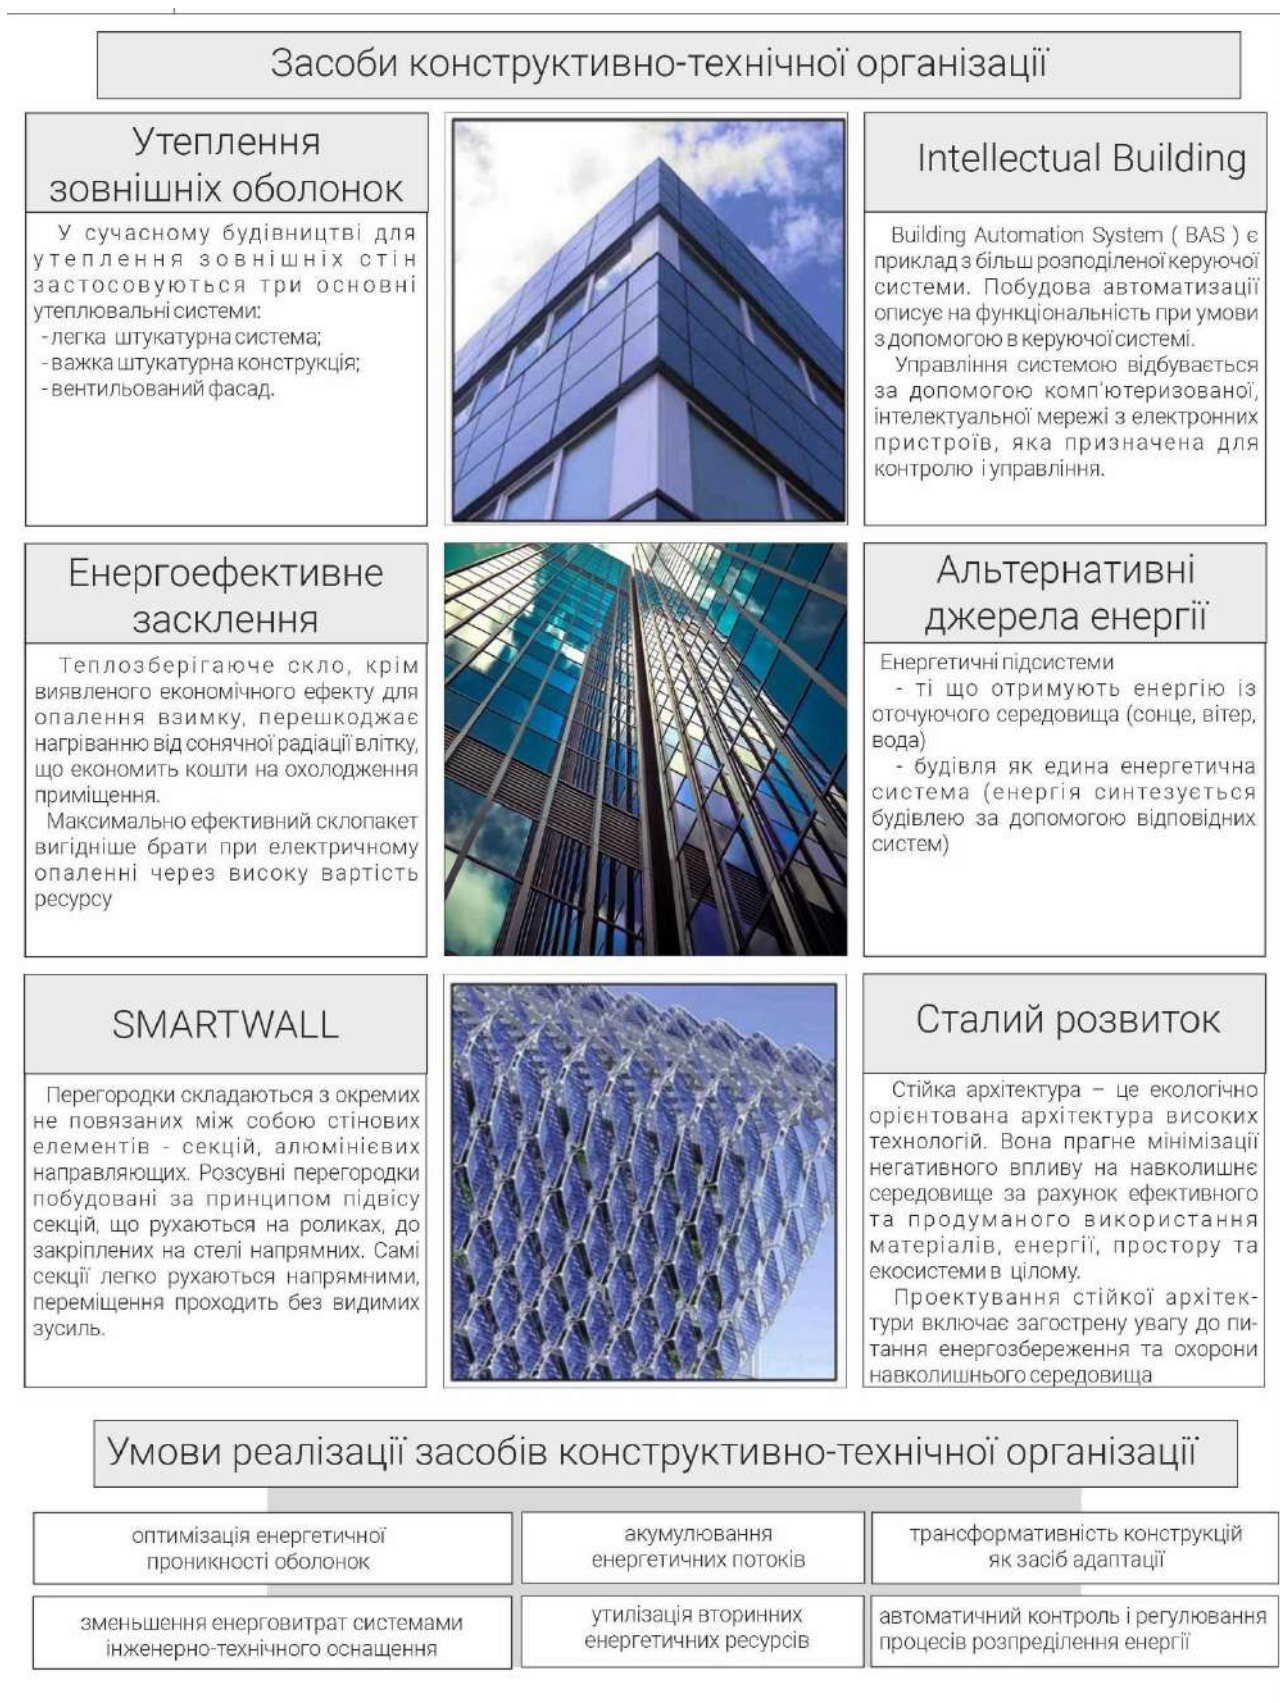 Засоби конструктивно-технічної організації
Утеплення
зовнішніх оболонок
У сучасному будівництві для
утеплення зовнішніх стін
застосовуються три основні
утеплювальні системи:
- легка штукатурна система;
- важка штукатурна конструкція;
- вентильований фасад.
Intellectual Building
Building Automation System ( BAS ) є
приклад з більш розподіленої керуючої
системи. Побудова автоматизації
описує на функціональність при умови
з допомогою в керуючої системі.
Управління системою відбувається
за допомогою комп'ютеризованої,
інтелектуальної мережі з електронних
пристроїв, яка призначена для
контролю і управління.
Енергоефективне
засклення
Теплозберігаюче скло, крім
виявленого економічного ефекту для
опалення взимку, перешкоджає
нагріванню від сонячної радіації влітку,
що економить кошти на охолодження
приміщення.
Максимально ефективний склопакет
вигідніше брати при електричному
опаленні через високу вартість
ресурсу
Альтернативні
джерела енергії
Енергетичні підсистеми
- ті що отримують енергію із
оточуючого середовища (сонце, вітер,
вода)
- будівля як едина енергетична
система (енергія синтезується
будівлею за допомогою відповідних
систем)
SMARTWALL
Перегородки складаються з окремих
не повязаних між собою стінових
елементів - секцій, алюмінієвих
направляющих. Розсувні перегородки
побудовані за принципом підвісу
секцій, що рухаються на роликах, до
закріплених на стелі напрямних. Самі
секції легко рухаються напрямними,
переміщення проходить без видимих
зусиль.
Сталий розвиток
Стійка архітектура – це екологічно
орієнтована архітектура високих
технологій. Вона прагне мінімізації
негативного впливу на навколишнє
середовище за рахунок ефективного
та продуманого використання
матеріалів, енергії, простору та
екосистеми в цілому.
Проектування стійкої архітек-
тури включає загострену увагу до пи-
тання енергозбереження та охорони
навколишнього середовища
Умови реалізації засобів конструктивно-технічної організації
оптимізація енергетичної
проникності оболонок
акумулювання
енергетичних потоків
трансформативність конструкцій
як засіб адаптації
зменьшення енерговитрат системами
інженерно-технічного оснащення
утилізація вторинних
енергетичних ресурсів
автоматичний контроль і регулювання
процесів розпреділення енергії